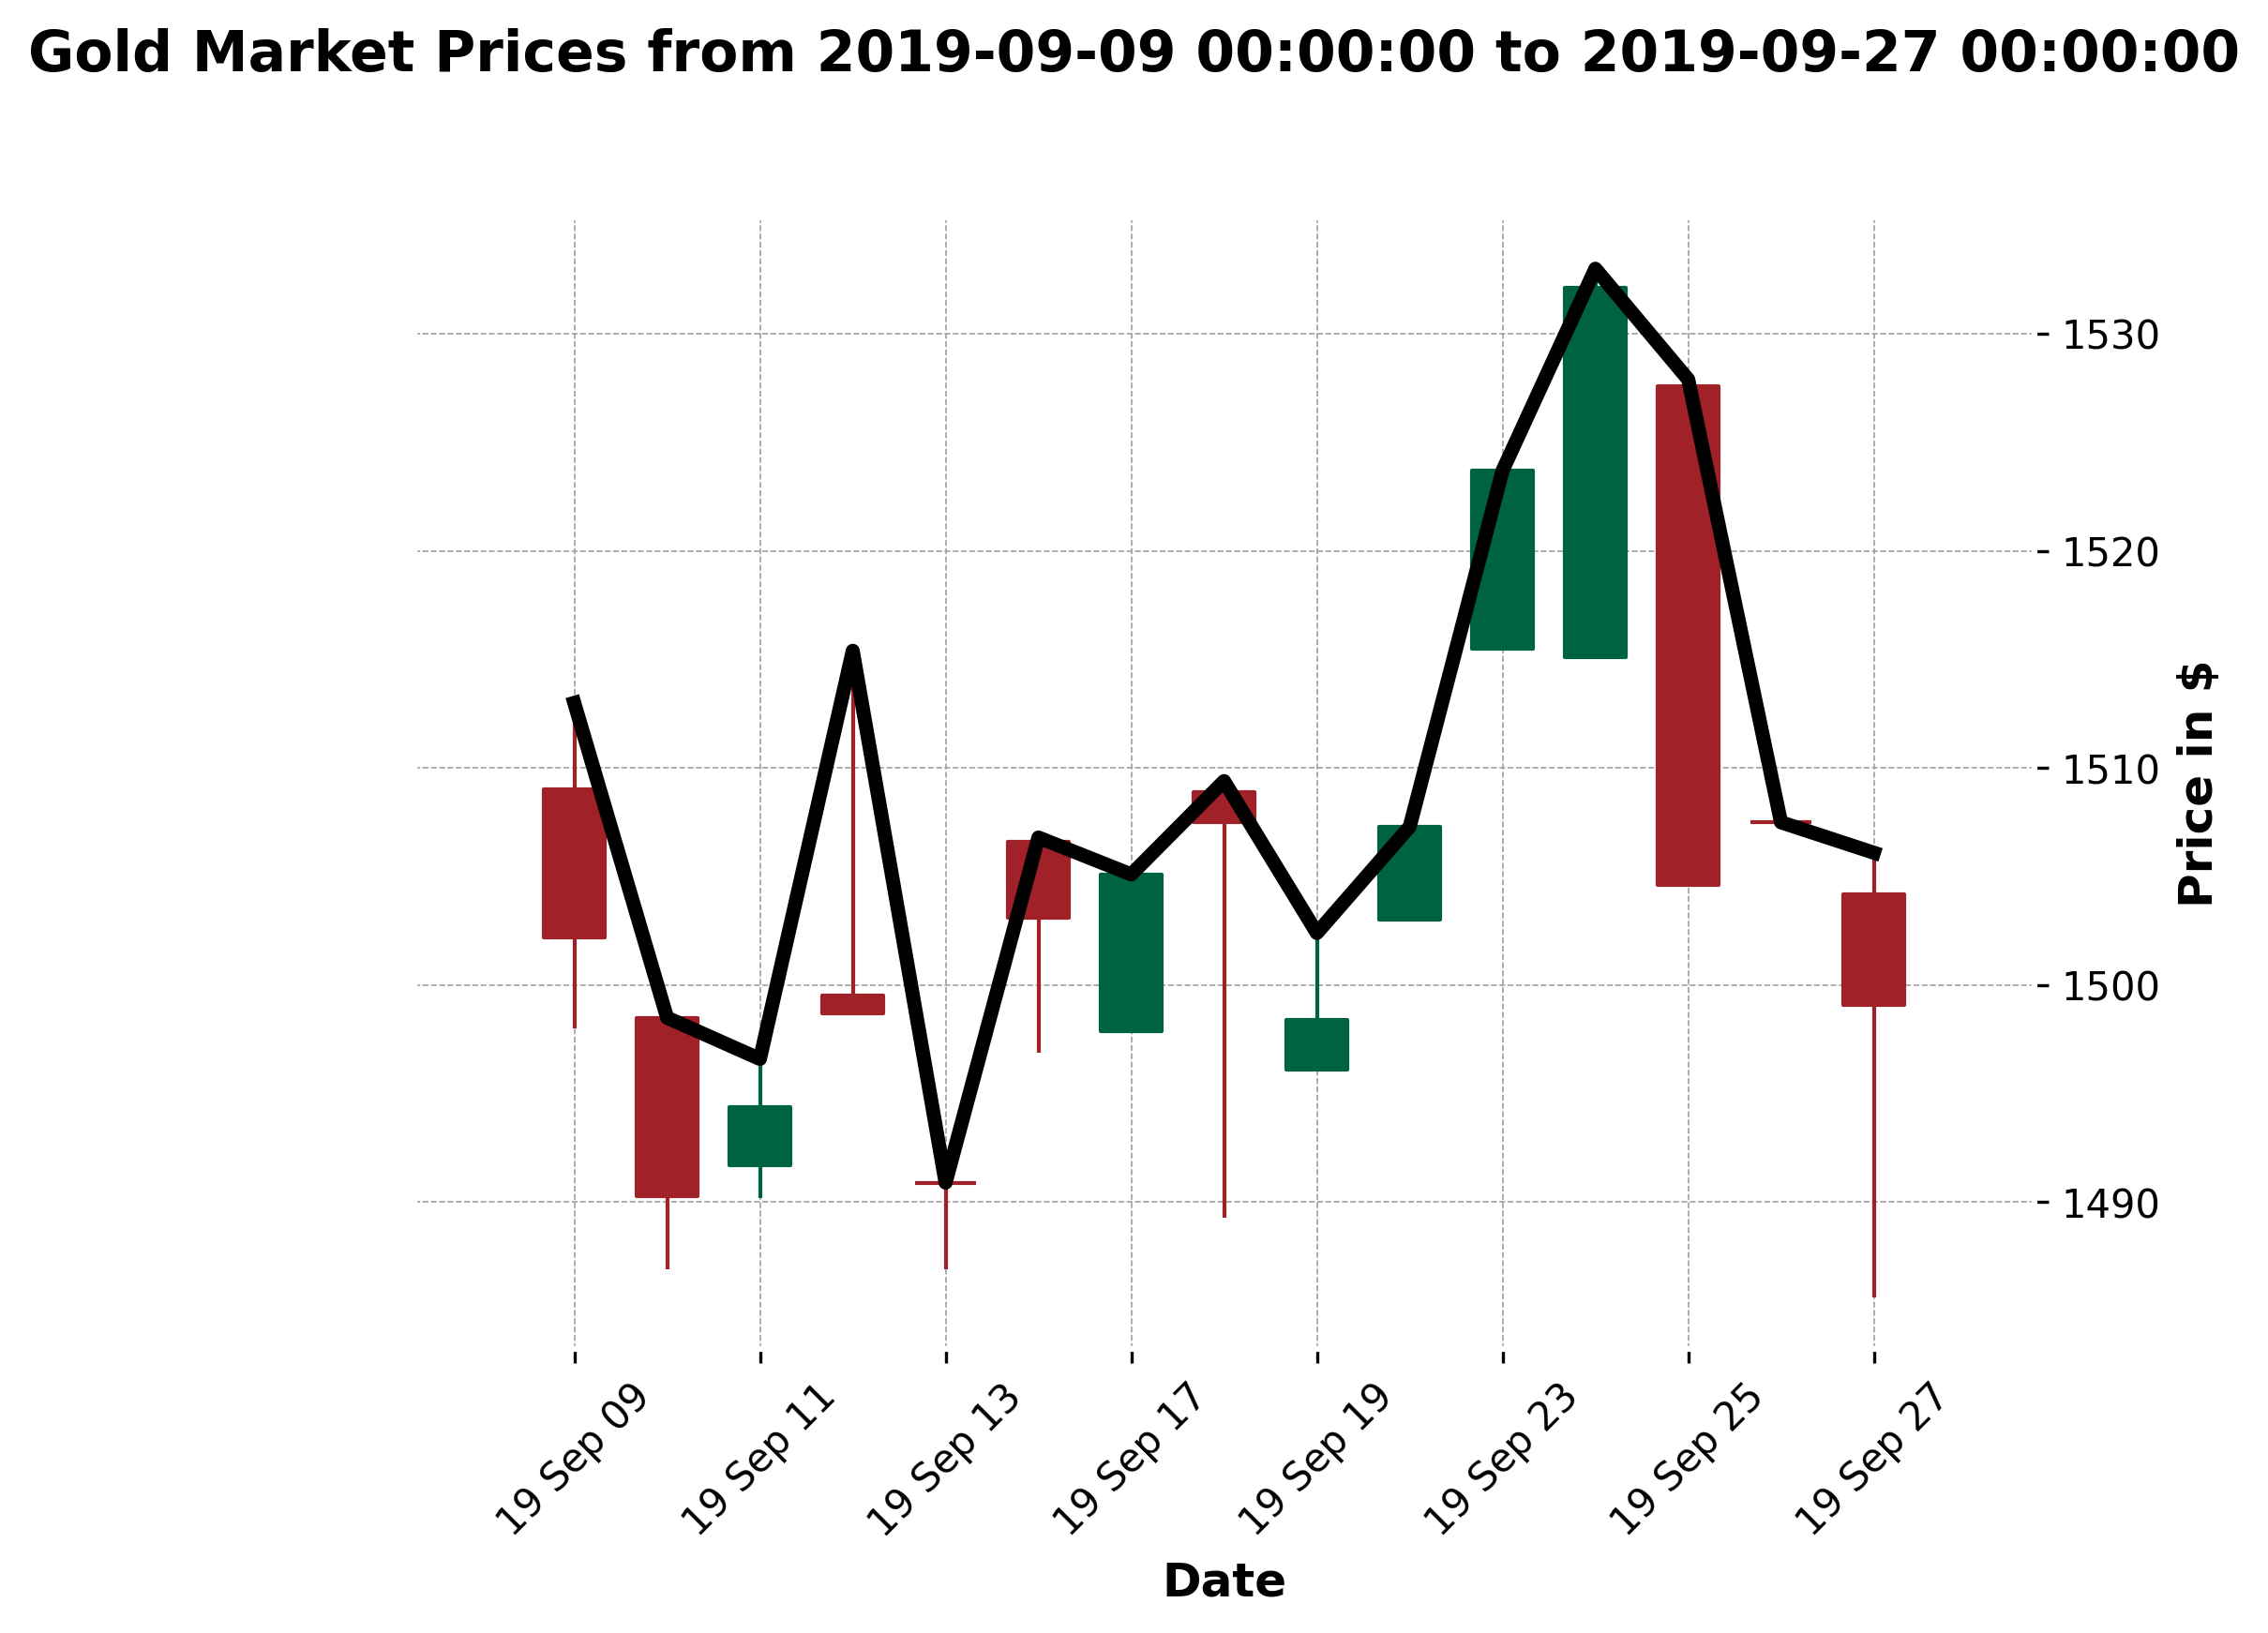 Gold Market Prices from 2019-09-09 00:00:00 to 2019-09-27 00:00:00
1530
1520
1510
1500
1490
Price in $
19 Sep 09
19 Sep 11
19 Sep 13
19 Sep 17
19 Sep 19
19 Sep 23
19 Sep 25
19 Sep 27
Date